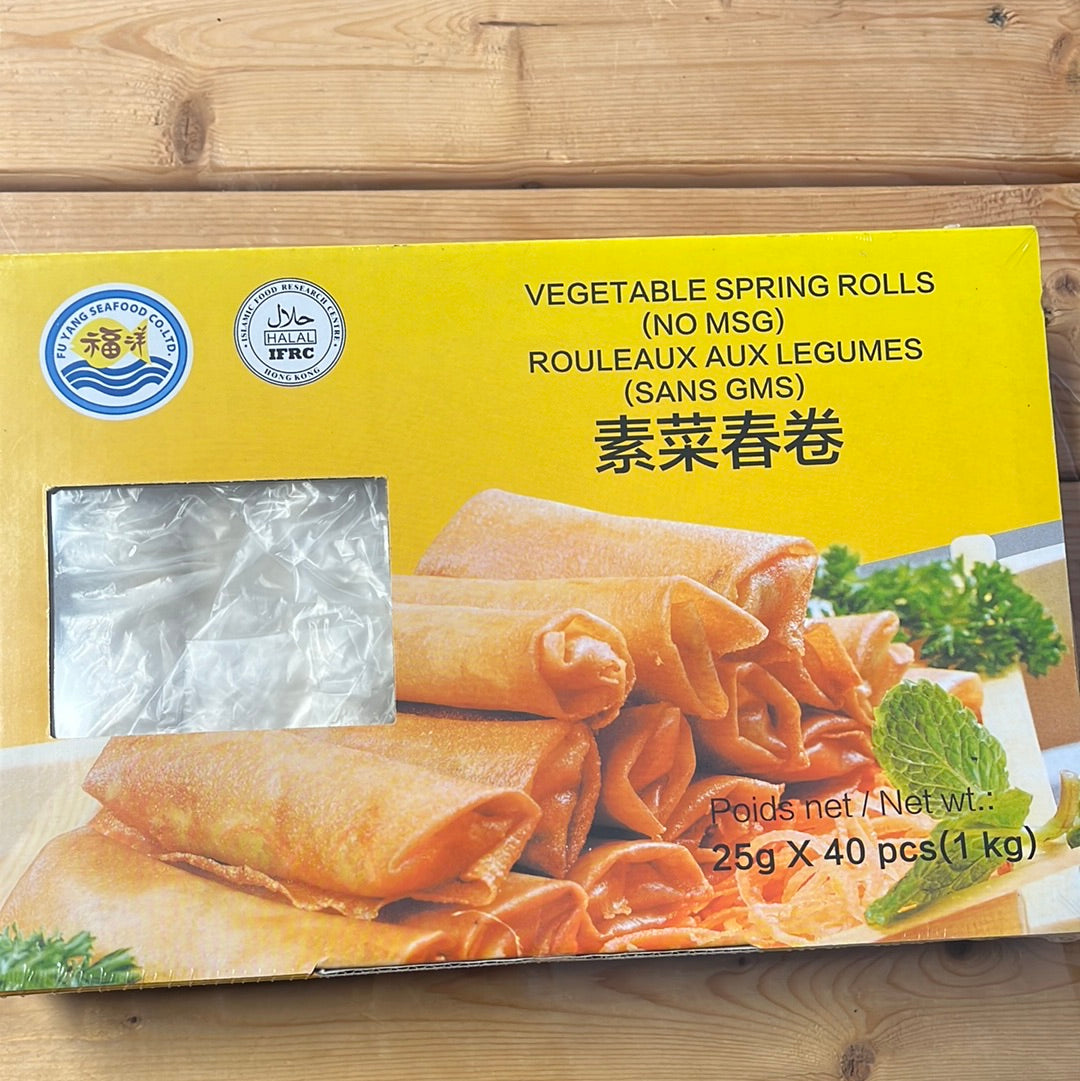 FU YANG SEAFOOD CO.LTD.
福洋
ISLAMIC FOOD RESEARCH CENTRE
حلال
HALAL
IFRC
HONG KONG
VEGETABLE SPRING ROLLS
(NO MSG)
ROULEAUX AUX LEGUMES
(SANS GMS)
素菜春卷
Poids net / Net wt.:
25g X 40 pcs(1 kg)